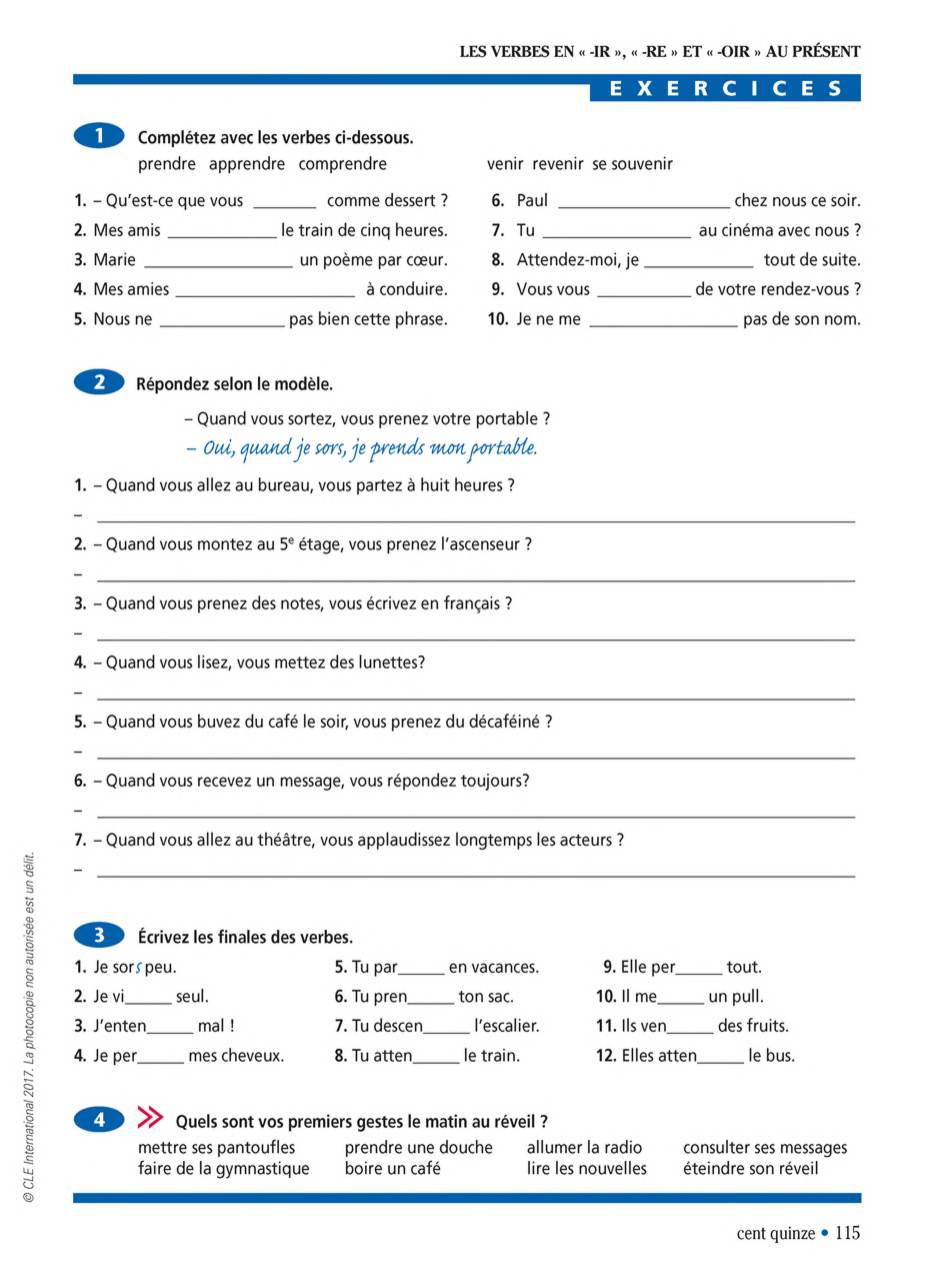 LES VERBES EN « -IR », « -RE » ET « -OIR » AU PRÉSENT
E X E R C I C E S
1 Complétez avec les verbes ci-dessous.
prendre apprendre comprendre venir revenir se souvenir
1. – Qu'est-ce que vous _______ comme dessert ?
2. Mes amis ____________ le train de cinq heures.
3. Marie ________________ un poème par cœur.
4. Mes amies ____________________ à conduire.
5. Nous ne ______________ pas bien cette phrase.
6. Paul ___________________ chez nous ce soir.
7. Tu ________________ au cinéma avec nous ?
8. Attendez-moi, je ____________ tout de suite.
9. Vous vous __________ de votre rendez-vous ?
10. Je ne me ________________ pas de son nom.
2 Répondez selon le modèle.
– Quand vous sortez, vous prenez votre portable ?
– Oui, quand je sors, je prends mon portable.
1. – Quand vous allez au bureau, vous partez à huit heures ?
–
2. – Quand vous montez au 5e étage, vous prenez l'ascenseur ?
–
3. – Quand vous prenez des notes, vous écrivez en français ?
–
4. – Quand vous lisez, vous mettez des lunettes?
–
5. – Quand vous buvez du café le soir, vous prenez du décaféiné ?
–
6. – Quand vous recevez un message, vous répondez toujours?
–
7. – Quand vous allez au théâtre, vous applaudissez longtemps les acteurs ?
–
3 Écrivez les finales des verbes.
1. Je sors peu.
2. Je vi_____ seul.
3. J'enten_____ mal !
4. Je per_____ mes cheveux.
5. Tu par_____ en vacances.
6. Tu pren_____ ton sac.
7. Tu descen_____ l'escalier.
8. Tu atten_____ le train.
9. Elle per_____ tout.
10. Il me_____ un pull.
11. Ils ven_____ des fruits.
12. Elles atten_____ le bus.
4 Quels sont vos premiers gestes le matin au réveil ?
mettre ses pantoufles prendre une douche allumer la radio consulter ses messages
faire de la gymnastique boire un café lire les nouvelles éteindre son réveil
© CLE International 2017. La photocopie non autorisée est un délit.
cent quinze • 115